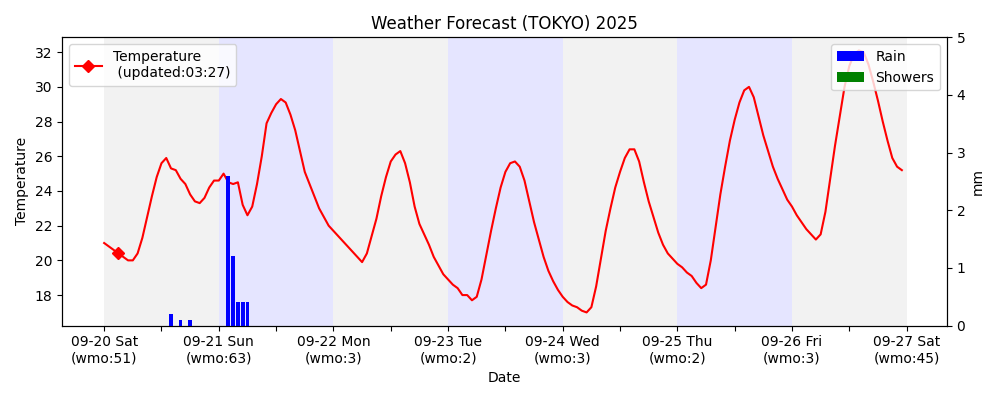 Weather Forecast (TOKYO) 2025
Temperature
(updated:03:27)
Rain
Showers
32
30
28
26
24
22
20
18
Temperature
5
4
3
2
1
0
mm
09-20 Sat
(wmo:51)
09-21 Sun
(wmo:63)
09-22 Mon
(wmo:3)
09-23 Tue
(wmo:2)
09-24 Wed
(wmo:3)
09-25 Thu
(wmo:2)
09-26 Fri
(wmo:3)
09-27 Sat
(wmo:45)
Date